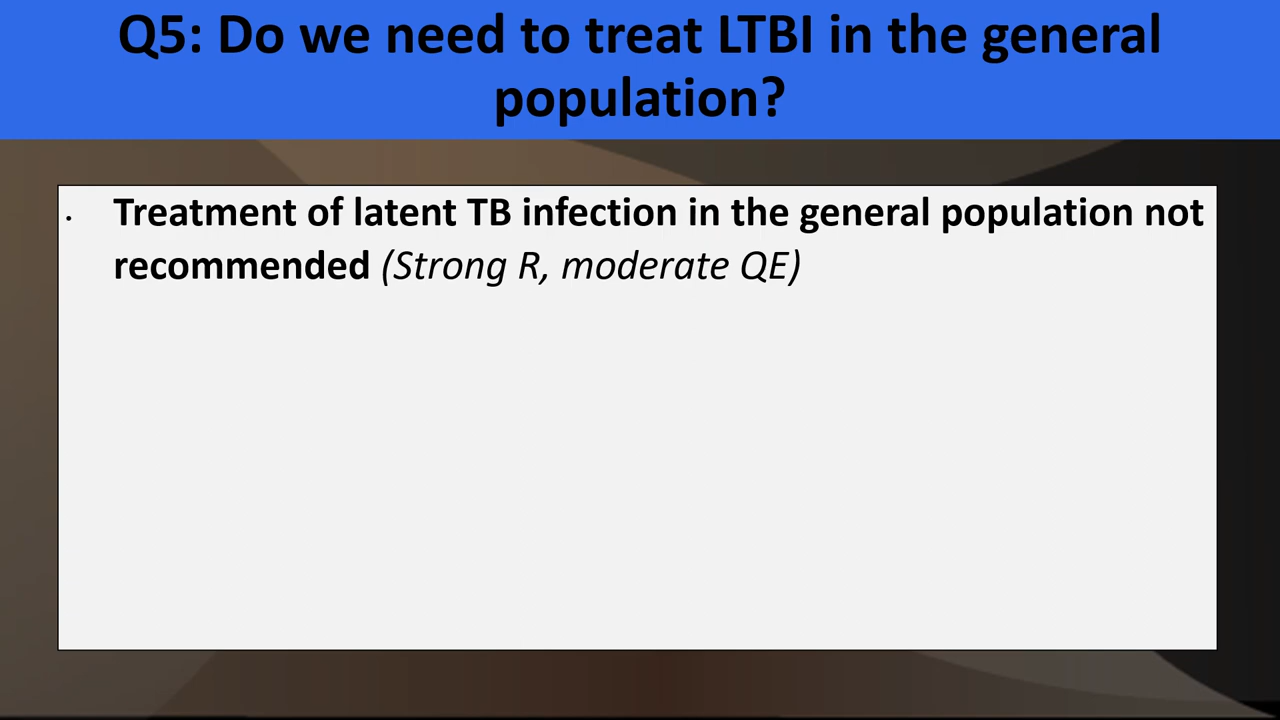 Q5: Do we need to treat LTBI in the general
population?
• Treatment of latent TB infection in the general population not
recommended (Strong R, moderate QE)